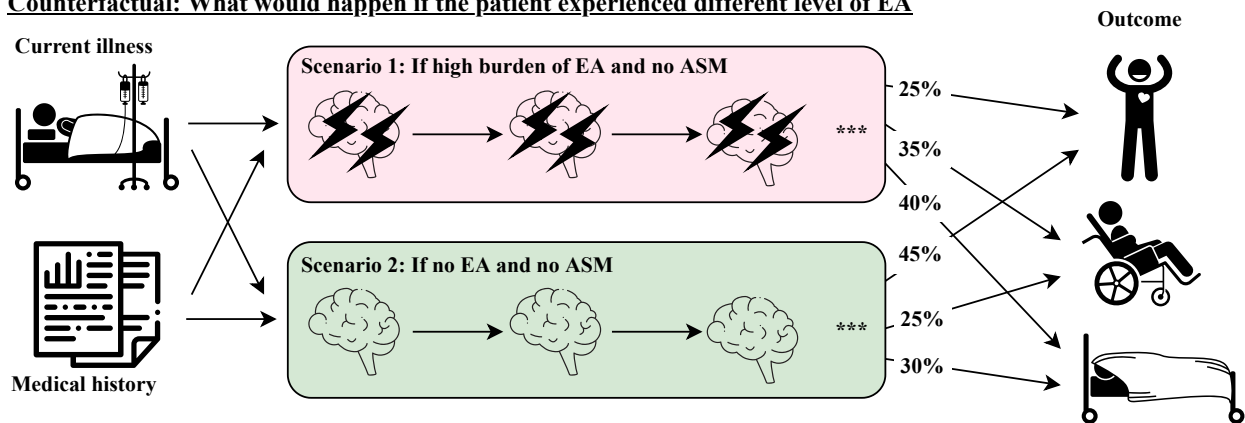 Counterfactual: What would happen if the patient experienced different level of EA
Outcome
Current illness
Scenario 1: If high burden of EA and no ASM
***
25%
35%
40%
Scenario 2: If no EA and no ASM
***
45%
25%
30%
Medical history